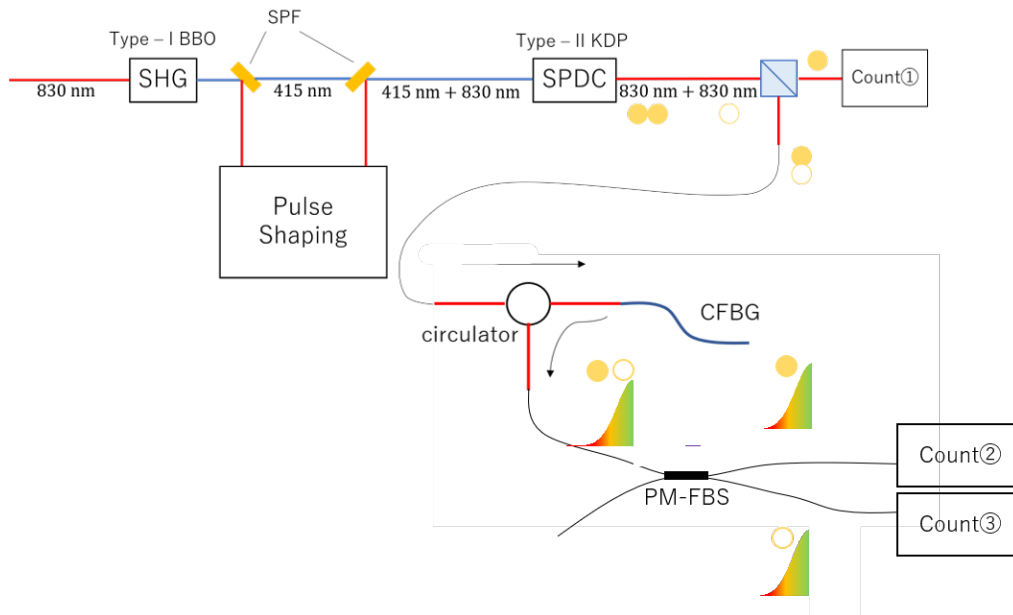 SPF
Type – I BBO
Type – II KDP
SHG
SPDC
Count①
830 nm
415 nm
415 nm + 830 nm
830 nm + 830 nm
Pulse
Shaping
circulator
CFBG
Count②
PM-FBS
Count③